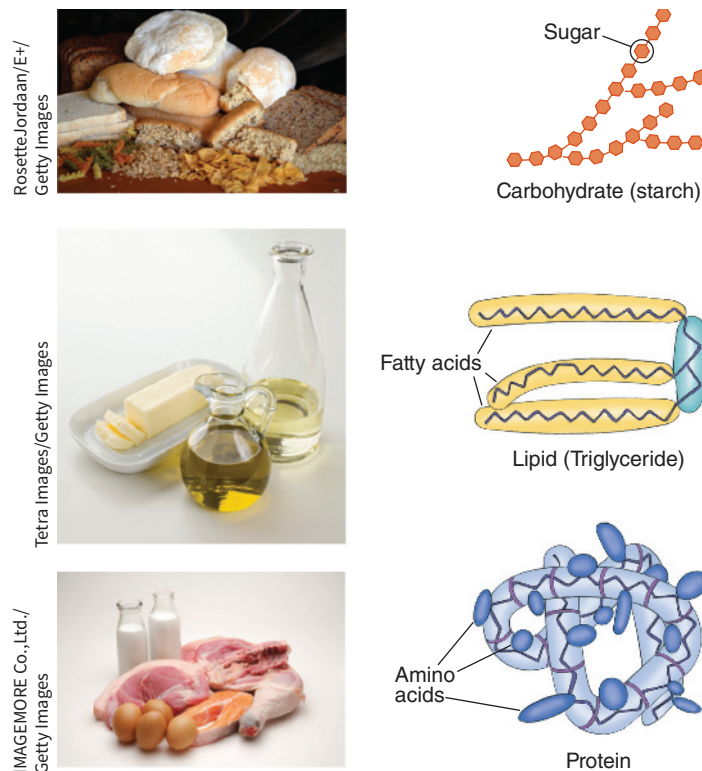 RosetteJordaan/E+/
Getty Images
Sugar
Carbohydrate (starch)
Tetra Images/Getty Images
Fatty acids
Lipid (Triglyceride)
IMAGEMORE Co.,Ltd./
Getty Images
Amino
acids
Protein